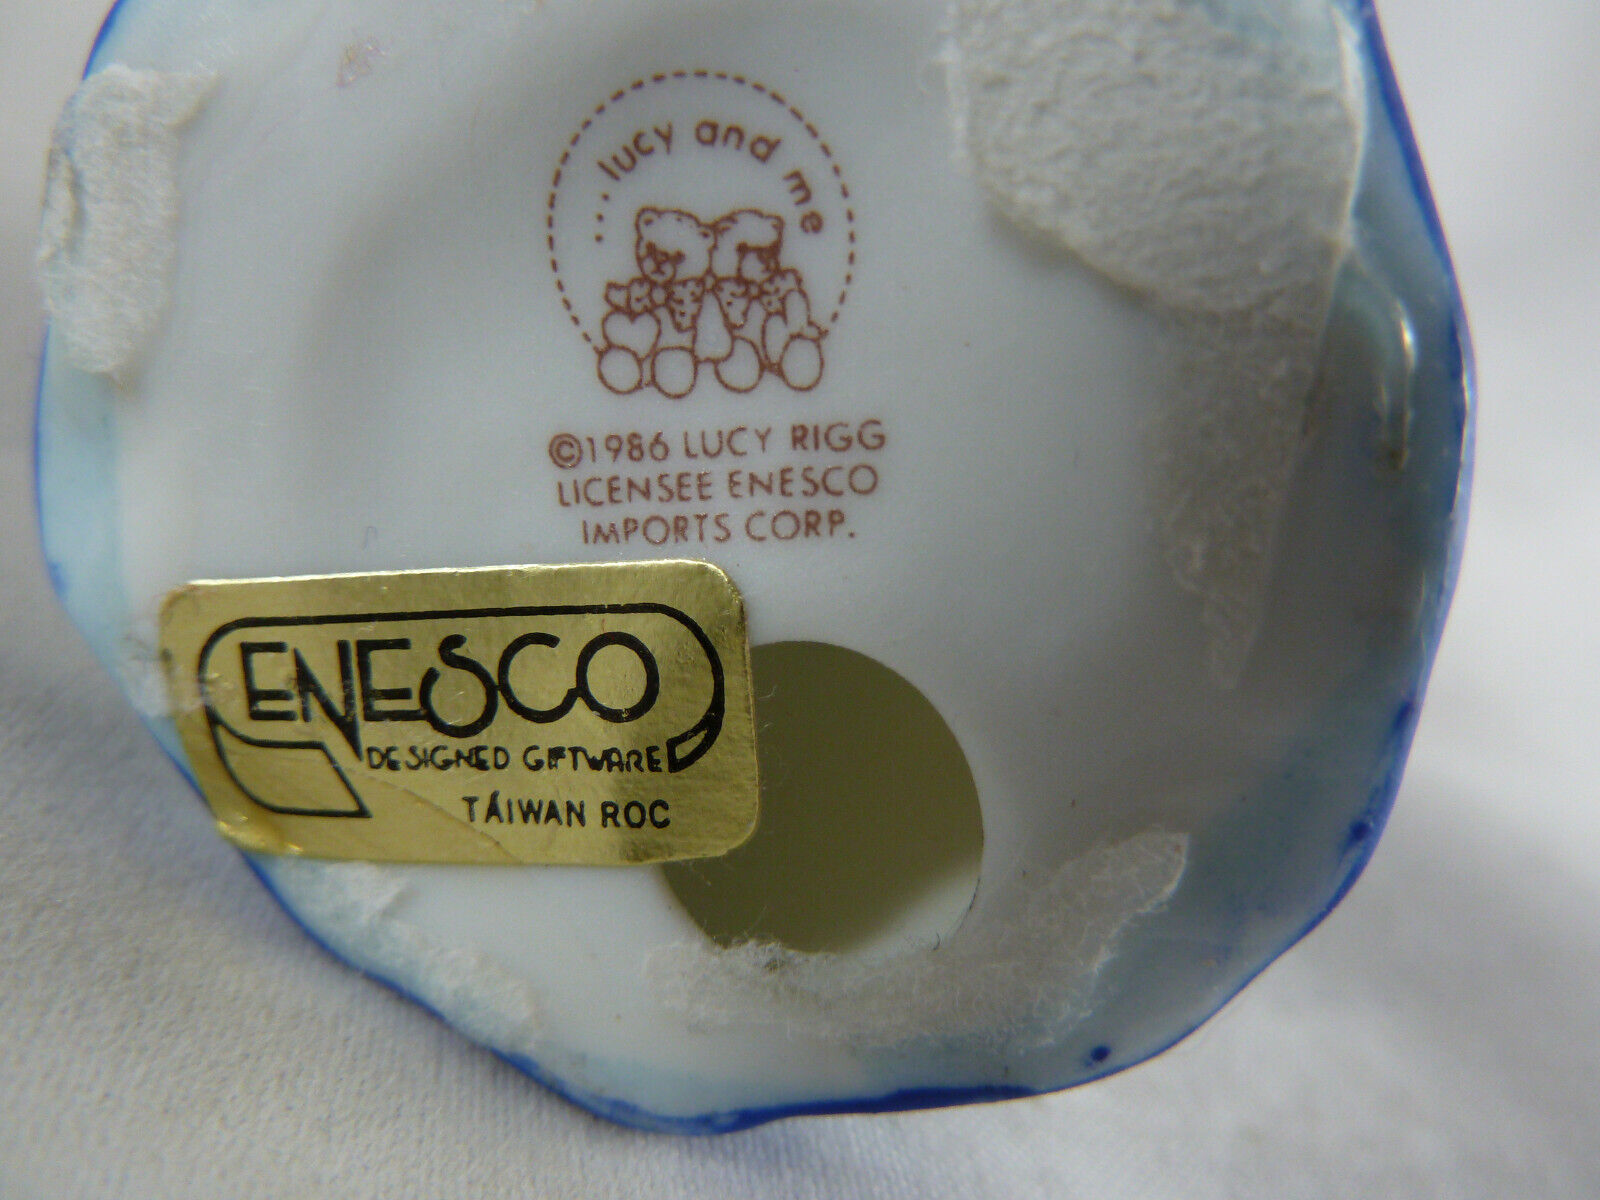 ...lucy and me
©1986 LUCY RIGG
LICENSEE ENESCO
IMPORTS CORP.
ENESCO
DESIGNED GIFTWARE
TAIWAN ROC